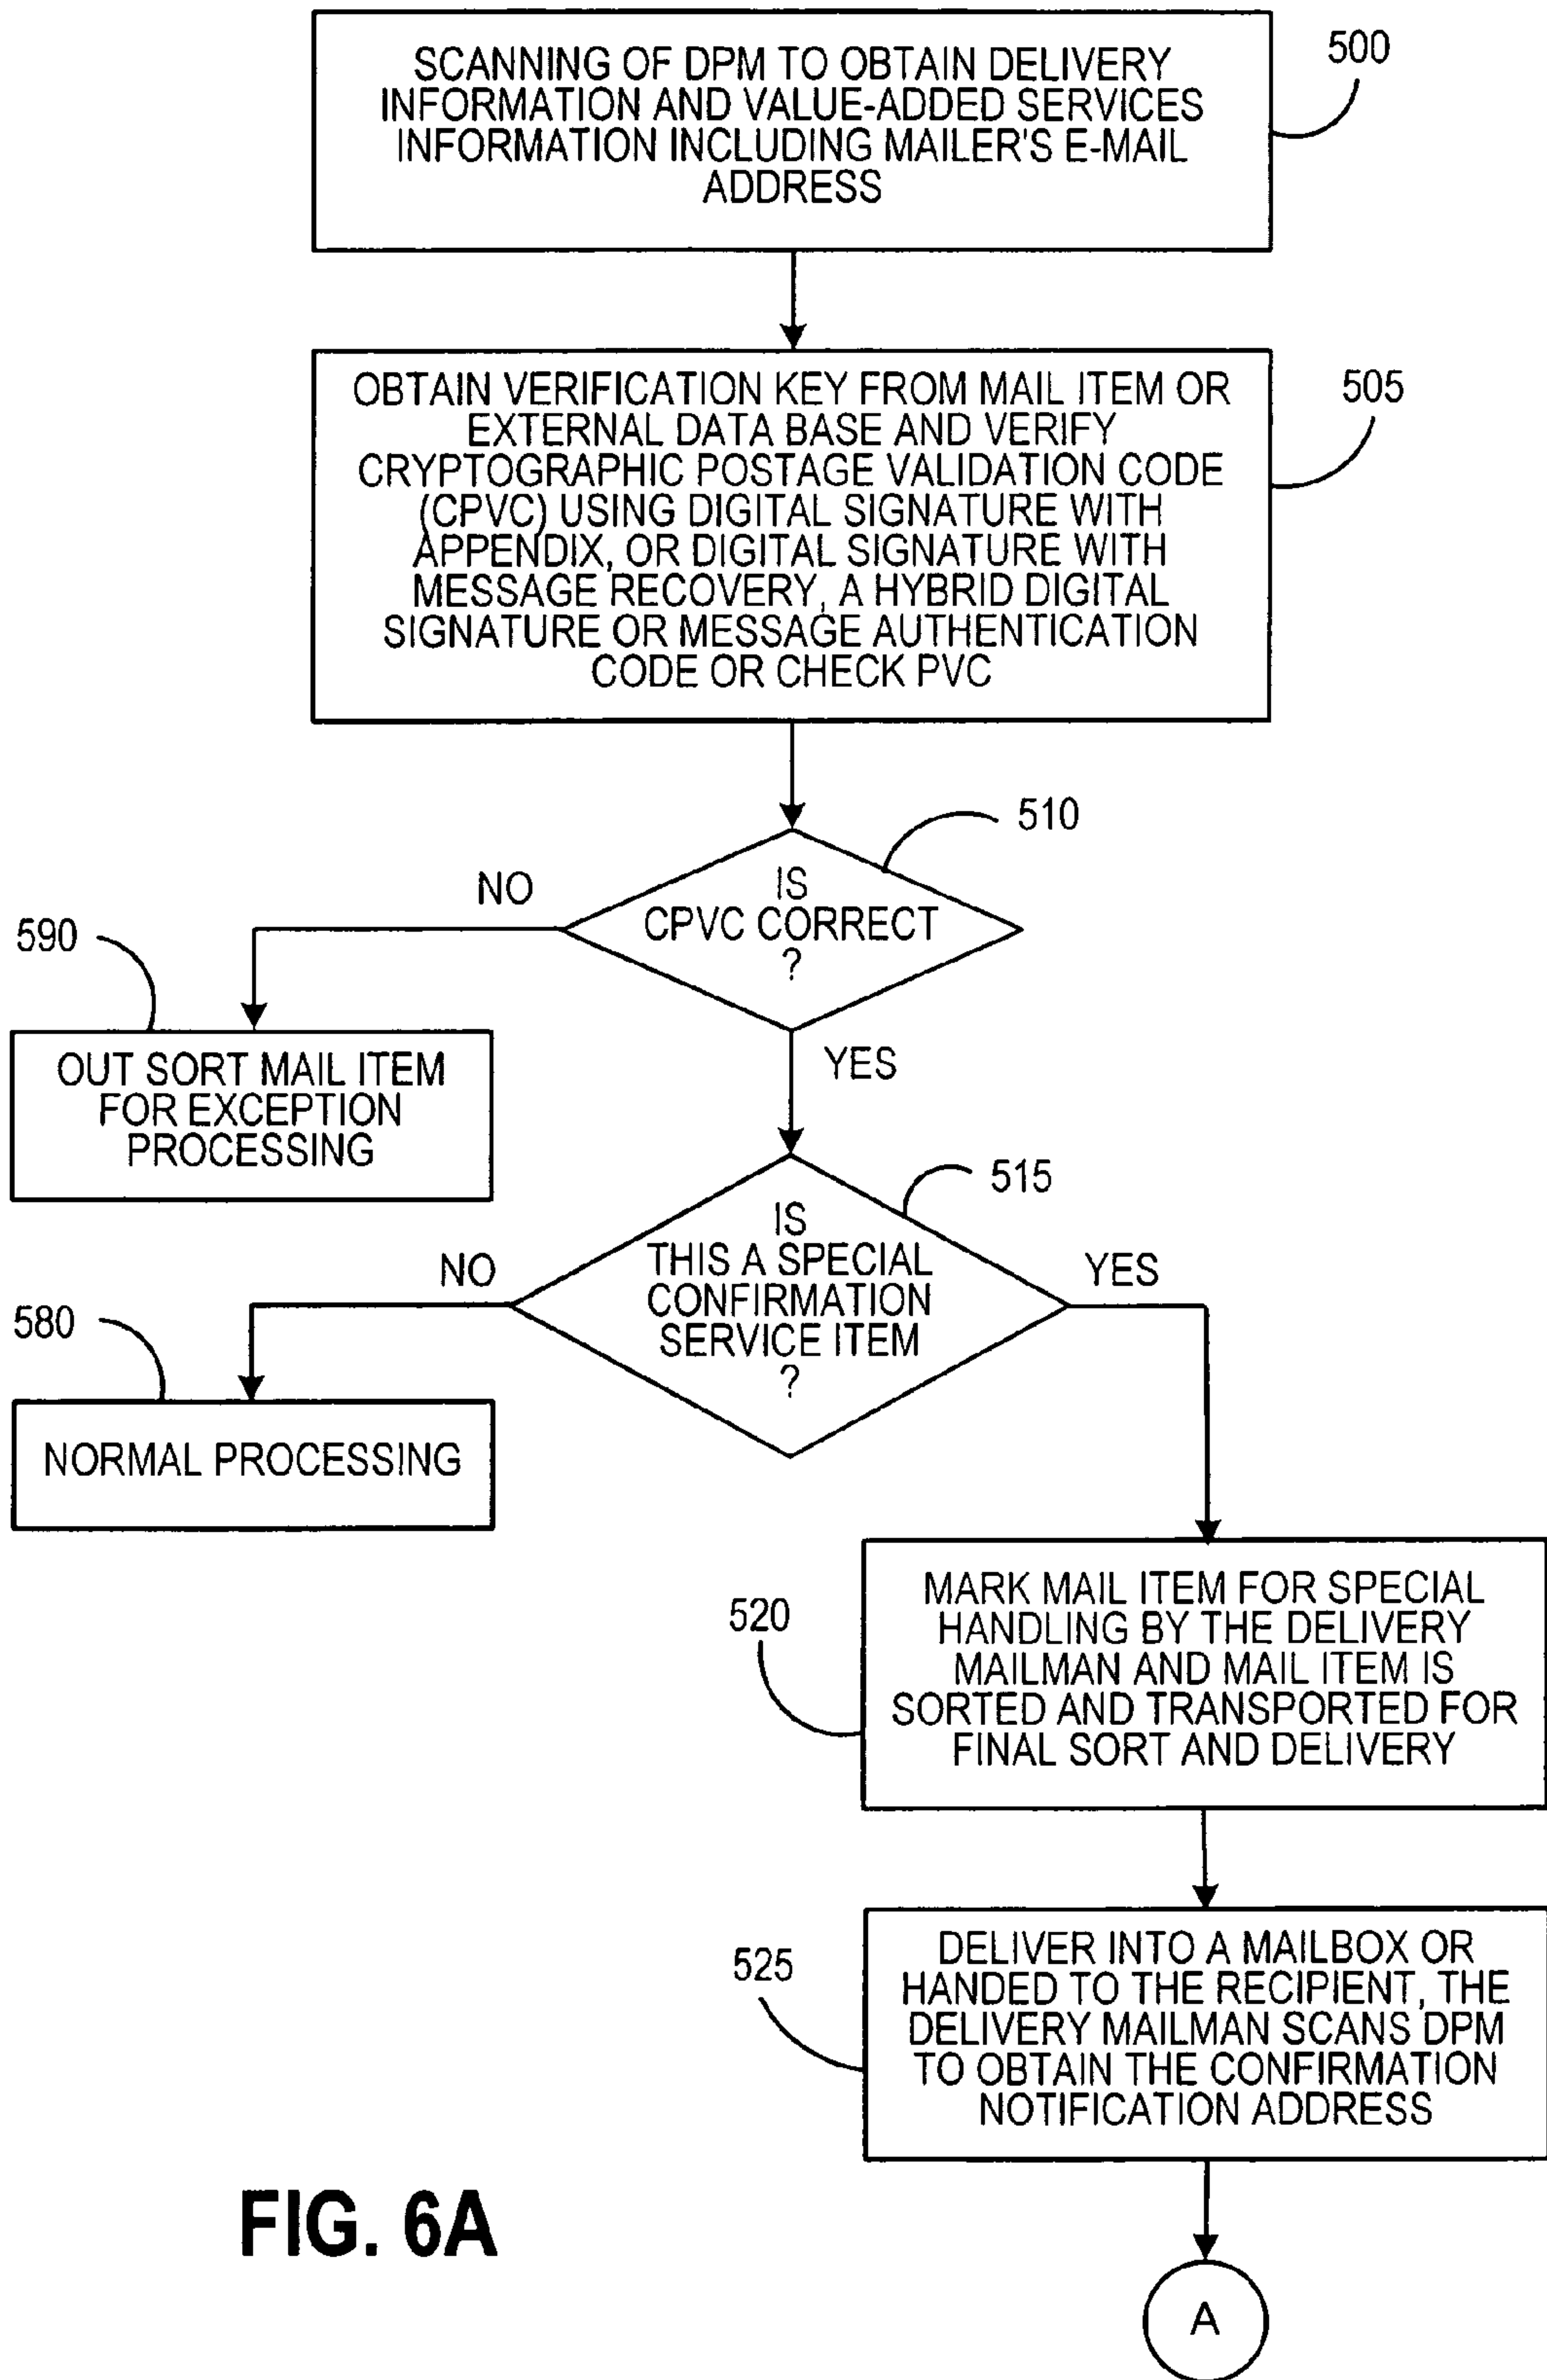 SCANNING OF DPM TO OBTAIN DELIVERY
INFORMATION AND VALUE-ADDED SERVICES
INFORMATION INCLUDING MAILER'S E-MAIL
ADDRESS
500
OBTAIN VERIFICATION KEY FROM MAIL ITEM OR
EXTERNAL DATA BASE AND VERIFY
CRYPTOGRAPHIC POSTAGE VALIDATION CODE
(CPVC) USING DIGITAL SIGNATURE WITH
APPENDIX, OR DIGITAL SIGNATURE WITH
MESSAGE RECOVERY, A HYBRID DIGITAL
SIGNATURE OR MESSAGE AUTHENTICATION
CODE OR CHECK PVC
505
510
IS
CPVC CORRECT
?
NO
590
OUT SORT MAIL ITEM
FOR EXCEPTION
PROCESSING
YES
515
IS
THIS A SPECIAL
CONFIRMATION
SERVICE ITEM
?
NO
YES
580
NORMAL PROCESSING
520
MARK MAIL ITEM FOR SPECIAL
HANDLING BY THE DELIVERY
MAILMAN AND MAIL ITEM IS
SORTED AND TRANSPORTED FOR
FINAL SORT AND DELIVERY
525
DELIVER INTO A MAILBOX OR
HANDED TO THE RECIPIENT, THE
DELIVERY MAILMAN SCANS DPM
TO OBTAIN THE CONFIRMATION
NOTIFICATION ADDRESS
FIG. 6A
A